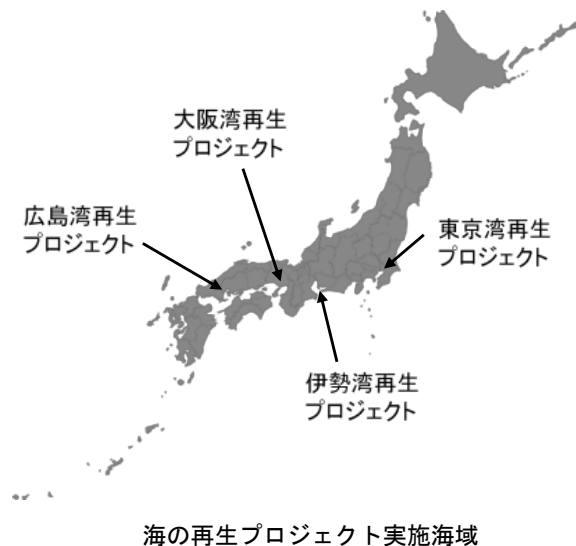 大阪湾再生
プロジェクト
広島湾再生
プロジェクト
東京湾再生
プロジェクト
伊勢湾再生
プロジェクト
海の再生プロジェクト実施海域